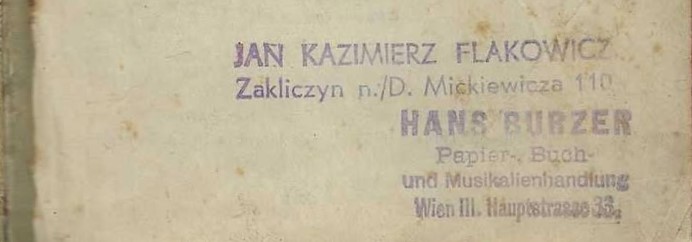 JAN KAZIMIERZ FLAKOWICZ
Zakliczyn n./D. Mickiewicza 110
HANS BURZER
Papier-, Buch-
und Musikalienhandlung
Wien III. Hauptstrasse 33.